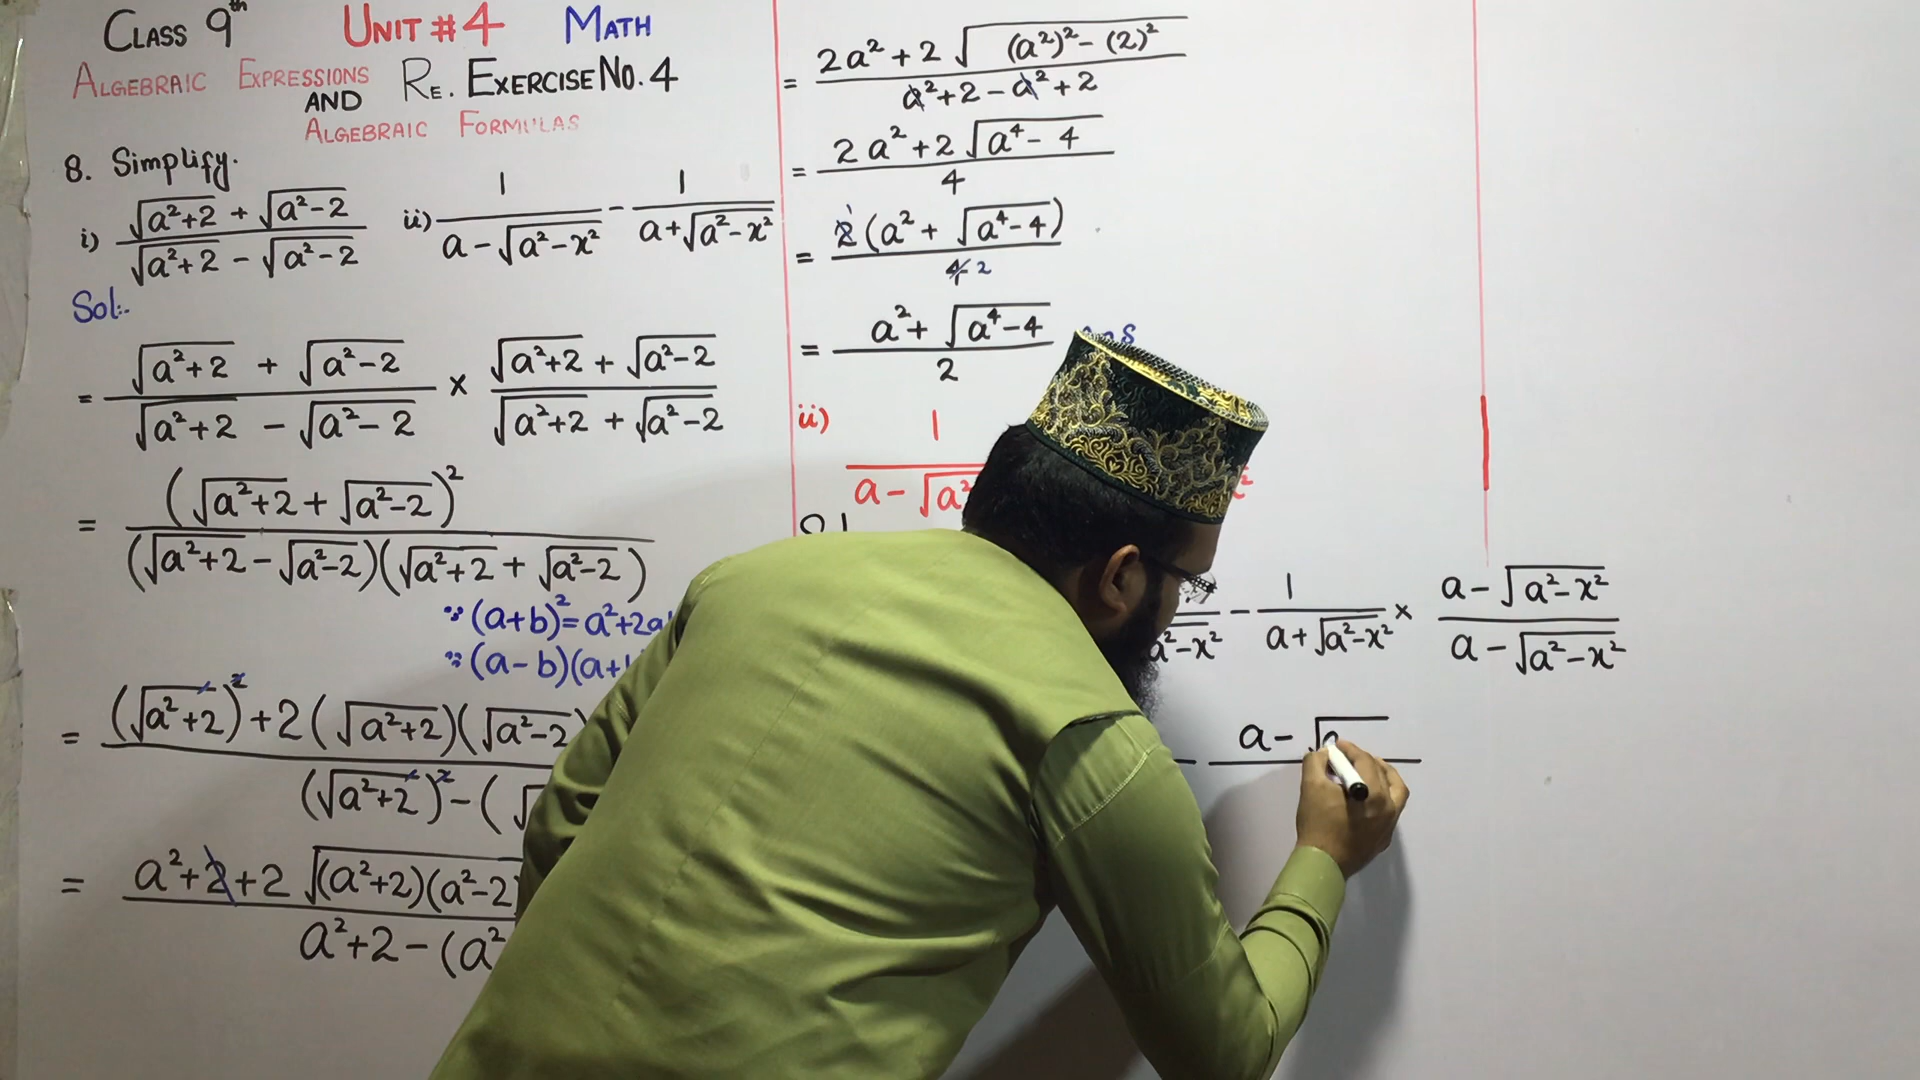 CLASS 9th UNIT # 4 MATH
ALGEBRAIC EXPRESSIONS RE. EXERCISE NO. 4
AND
ALGEBRAIC FORMULAS
8. Simplify.
i) (√(a²+2) + √(a²-2)) / (√(a²+2) - √(a²-2)) ii) 1/(a-√(a²-x²)) - 1/(a+√(a²-x²))
Sol:-
= (√(a²+2) + √(a²-2)) / (√(a²+2) - √(a²-2)) × (√(a²+2) + √(a²-2)) / (√(a²+2) + √(a²-2))
= (√(a²+2) + √(a²-2))² / (√(a²+2) - √(a²-2))(√(a²+2) + √(a²-2))
∵ (a+b)² = a²+2a
∵ (a-b)(a+
= (√(a²+2))² + 2(√(a²+2))(√(a²-2)) / (√(a²+2))² - (√
= a²+2+2√((a²+2)(a²-2) / a²+2-(a²
= (2a² + 2√((a²)² - (2)²)) / (a²+2-a²+2)
= (2a² + 2√(a⁴-4)) / 4
= 2(a² + √(a⁴-4)) / 4 1 2
= (a² + √(a⁴-4)) / 2
ii) 1 / (a-√(a²
a²-x² - 1/(a+√(a²-x²)) × (a-√(a²-x²)) / (a-√(a²-x²))
- a-√a